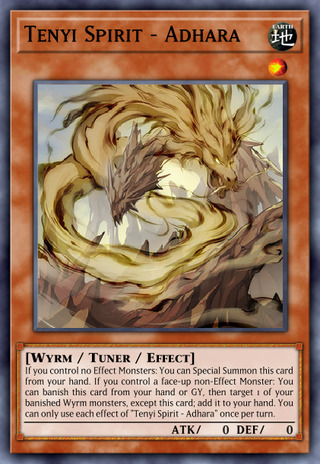 Tenyi Spirit - Adhara
EARTH
地
[Wyrm / Tuner / Effect]
If you control no Effect Monsters: You can Special Summon this card
from your hand. If you control a face-up non-Effect Monster: You
can banish this card from your hand or GY, then target 1 of your
banished Wyrm monsters, except this card; add it to your hand. You
can only use each effect of "Tenyi Spirit - Adhara" once per turn.
ATK/ 0 DEF/ 0